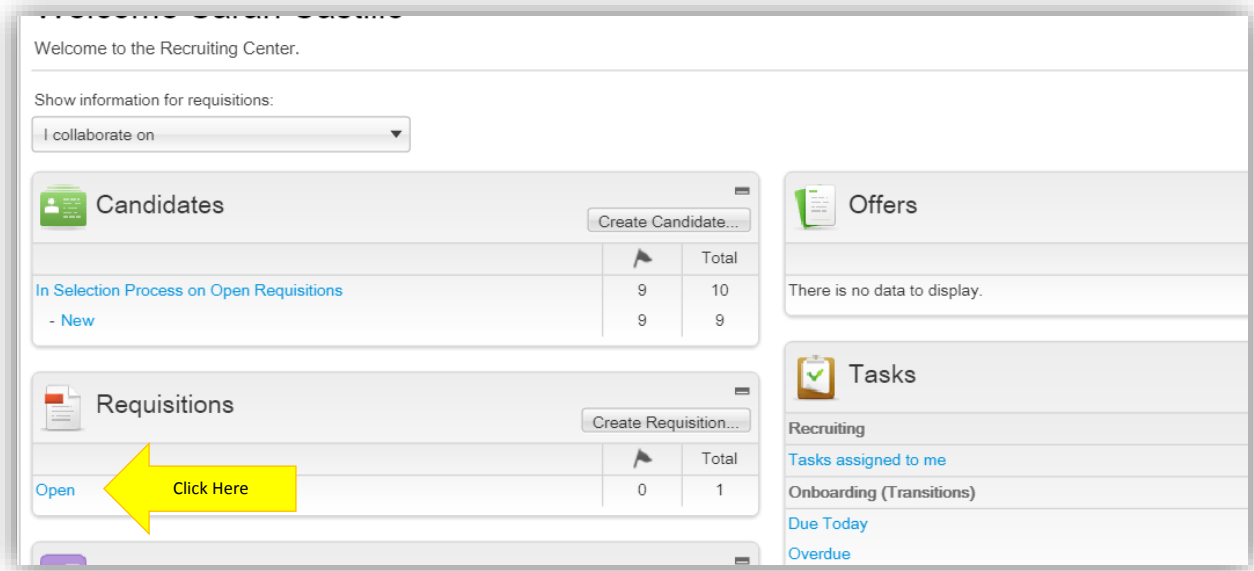 Welcome to the Recruiting Center.
Show information for requisitions:
I collaborate on
Candidates
Create Candidate...
Total
In Selection Process on Open Requisitions 9 10
- New 9 9
Requisitions
Create Requisition...
Total
Open Click Here 0 1
Offers
There is no data to display.
Tasks
Recruiting
Tasks assigned to me
Onboarding (Transitions)
Due Today
Overdue